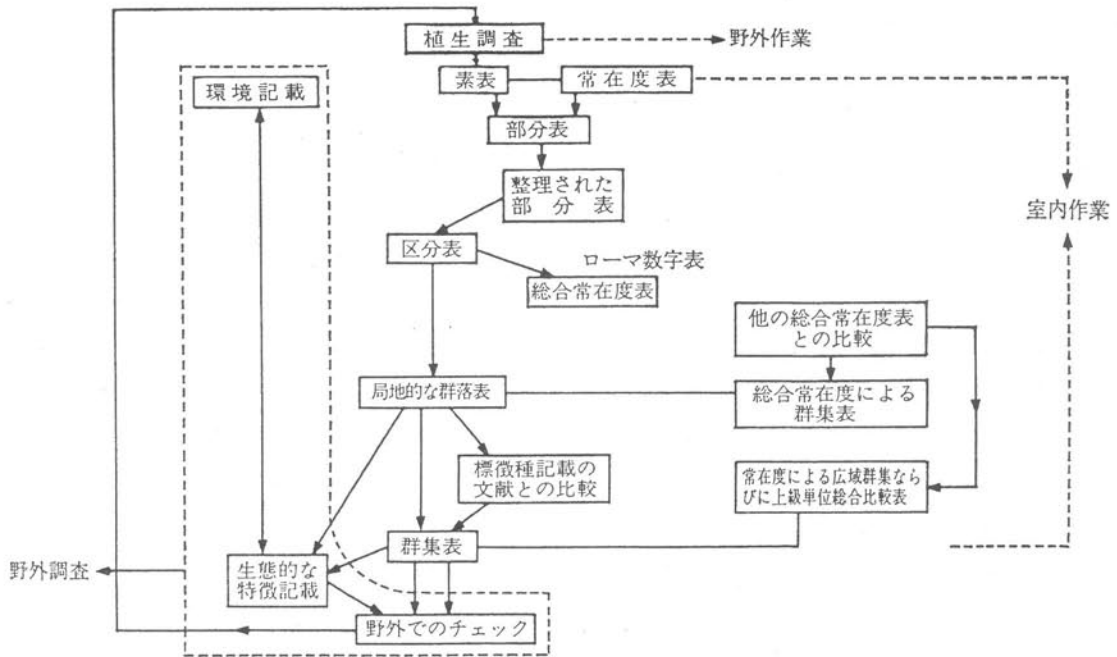 植生調査
野外作業
素表
常在度表
環境記載
部分表
整理された
部分表
室内作業
区分表
ローマ数字表
総合常在度表
他の総合常在度表
との比較
局地的な群落表
総合常在度による
群集表
標徴種記載の
文献との比較
常在度による広域群集なら
びに上級単位総合比較表
群集表
野外調査
生態的な
特徴記載
野外でのチェック